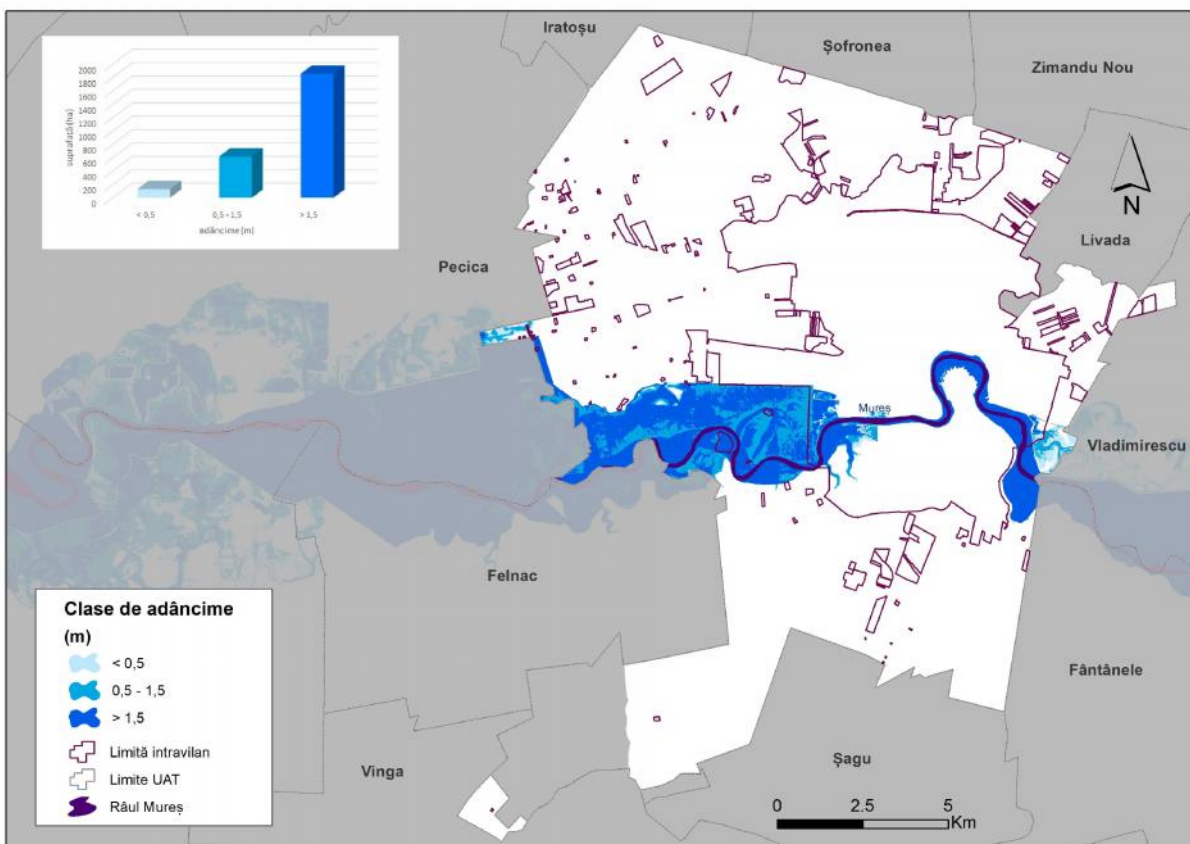 Iratoșu
Șofronea
Zimandu Nou
2000
1800
1600
1400
1200
1000
800
600
400
200
0
suprafață (ha)
< 0,5
0,5 - 1,5
> 1,5
adâncime (m)
N
Livada
Pecica
Mureș
Vladimirescu
Felnac
Fântânele
Vinga
Șagu
Clase de adâncime
(m)
< 0,5
0,5 - 1,5
> 1,5
Limită intravilan
Limite UAT
Râul Mureș
0 2.5 5
Km